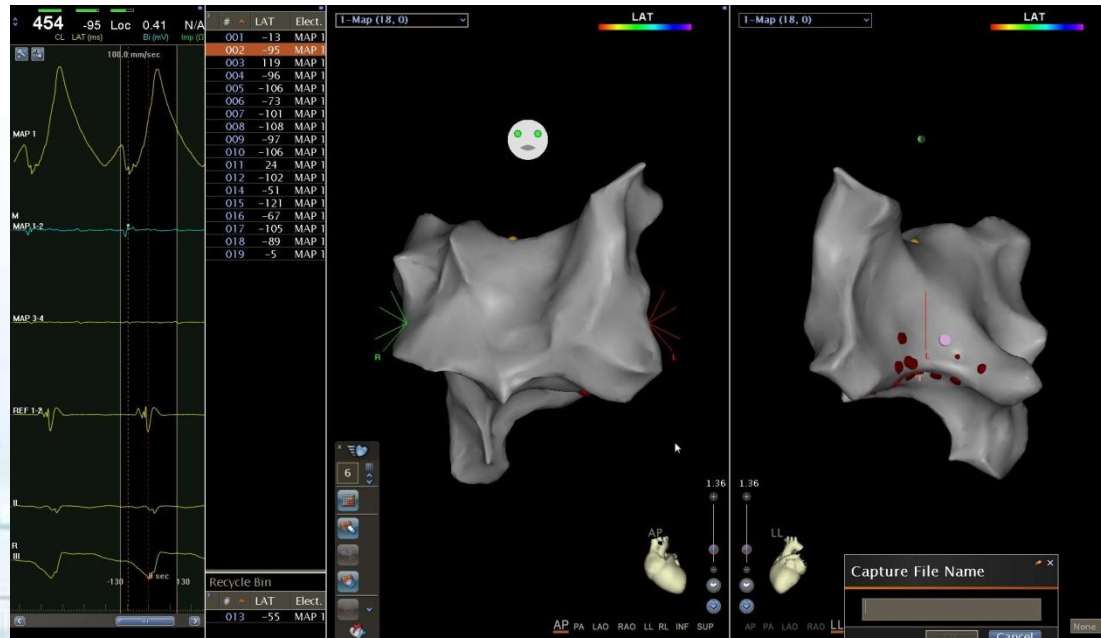 454 -95 Loc 0.41 N/A
CL LAT (ms) Bi (mV) Imp (Ω
100.0 mm/sec
MAP 1
M
MAP 1-2
MAP 3-4
REF 1-2
II
R
III
-130 0 sec 130
# LAT Elect.
001 -13 MAP 1
002 -95 MAP 1
003 119 MAP 1
004 -96 MAP 1
005 -106 MAP 1
006 -73 MAP 1
007 -101 MAP 1
008 -108 MAP 1
009 -97 MAP 1
010 -106 MAP 1
011 24 MAP 1
012 -102 MAP 1
014 -51 MAP 1
015 -121 MAP 1
016 -67 MAP 1
017 -105 MAP 1
018 -89 MAP 1
019 -5 MAP 1
Recycle Bin
# LAT Elect.
013 -55 MAP 1
1-Map (18, 0)
LAT
R
L
6
1.36
AP
AP PA LAO RAO LL RL INF SUP
1-Map (18, 0)
LAT
L
1.36
LL
AP PA LAO RAO LL
Capture File Name
Cancel
None